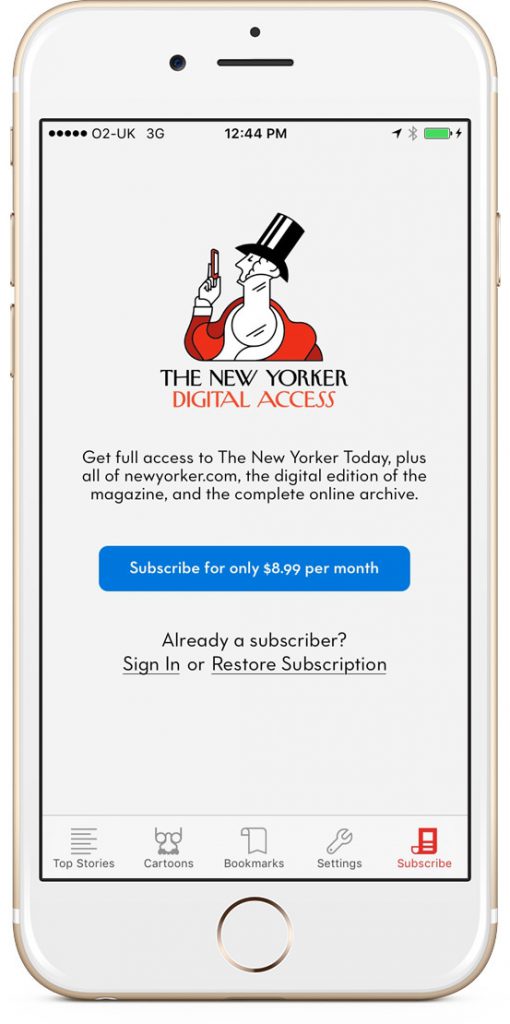 O2-UK 3G 12:44 PM
THE NEW YORKER
DIGITAL ACCESS
Get full access to The New Yorker Today, plus
all of newyorker.com, the digital edition of the
magazine, and the complete online archive.
Subscribe for only $8.99 per month
Already a subscriber?
Sign In or Restore Subscription
Top Stories Cartoons Bookmarks Settings Subscribe